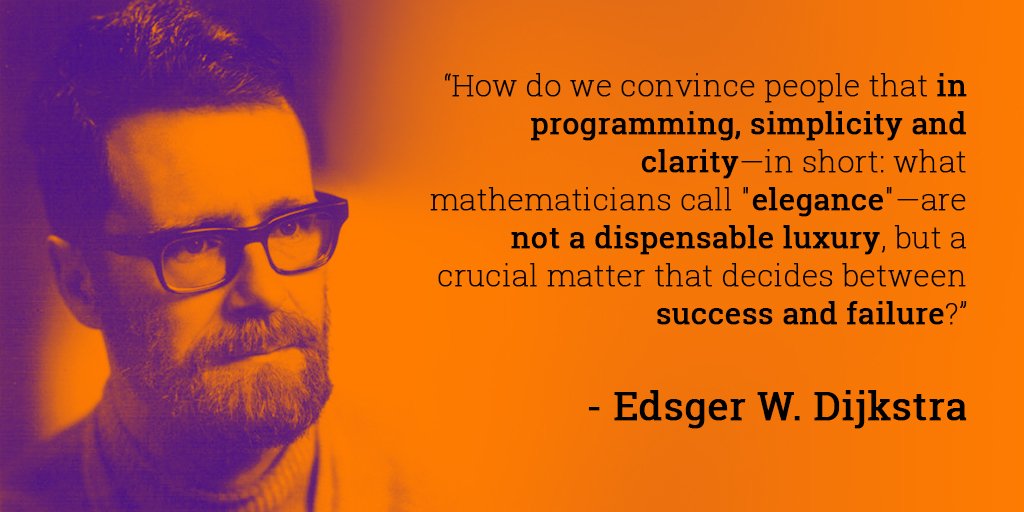 “How do we convince people that in
programming, simplicity and
clarity—in short: what
mathematicians call "elegance"—are
not a dispensable luxury, but a
crucial matter that decides between
success and failure?”
- Edsger W. Dijkstra